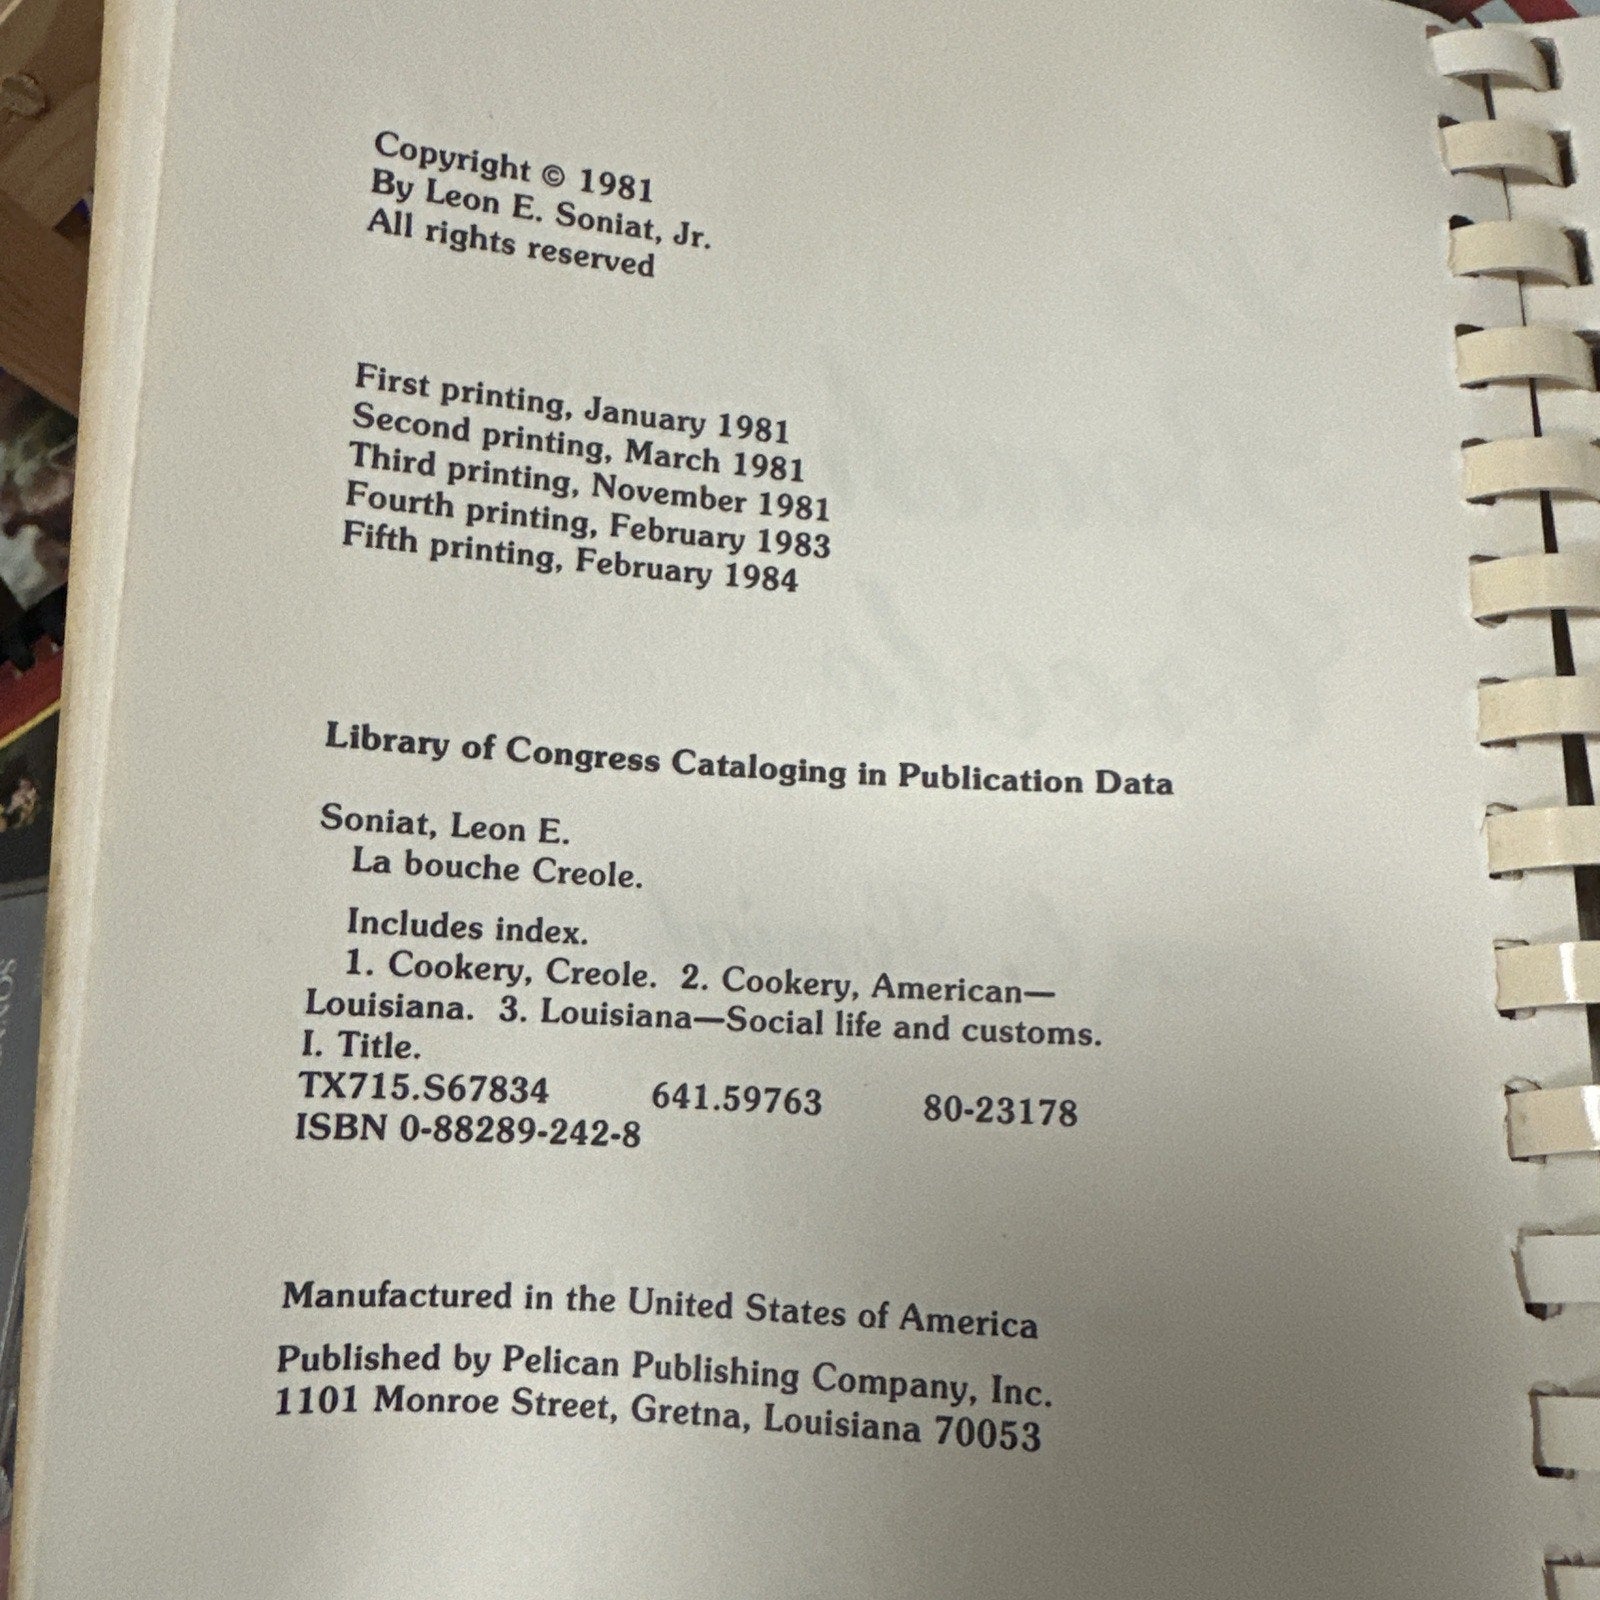 Copyright © 1981
By Leon E. Soniat, Jr.
All rights reserved
First printing, January 1981
Second printing, March 1981
Third printing, November 1981
Fourth printing, February 1983
Fifth printing, February 1984
Library of Congress Cataloging in Publication Data
Soniat, Leon E.
La bouche Creole.
Includes index.
1. Cookery, Creole. 2. Cookery, American—
Louisiana. 3. Louisiana—Social life and customs.
I. Title.
TX715.S67834 641.59763 80-23178
ISBN 0-88289-242-8
Manufactured in the United States of America
Published by Pelican Publishing Company, Inc.
1101 Monroe Street, Gretna, Louisiana 70053